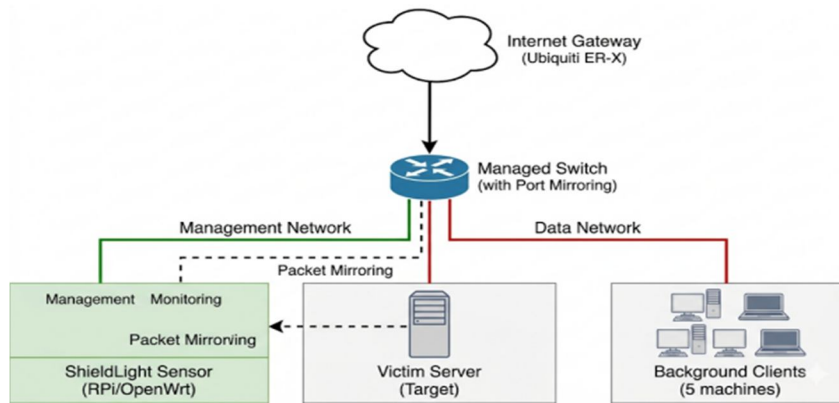 Internet Gateway
(Ubiquiti ER-X)
Managed Switch
(with Port Mirroring)
Management Network
Data Network
Packet Mirroring
Management Monitoring
Packet Mirrorving
ShieldLight Sensor
(RPi/OpenWrt)
Victim Server
(Target)
Background Clients
(5 machines)